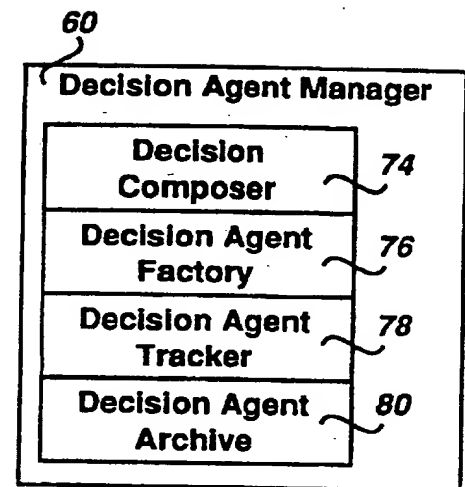 60
Decision Agent Manager
Decision
Composer
74
Decision Agent
Factory
76
Decision Agent
Tracker
78
Decision Agent
Archive
80